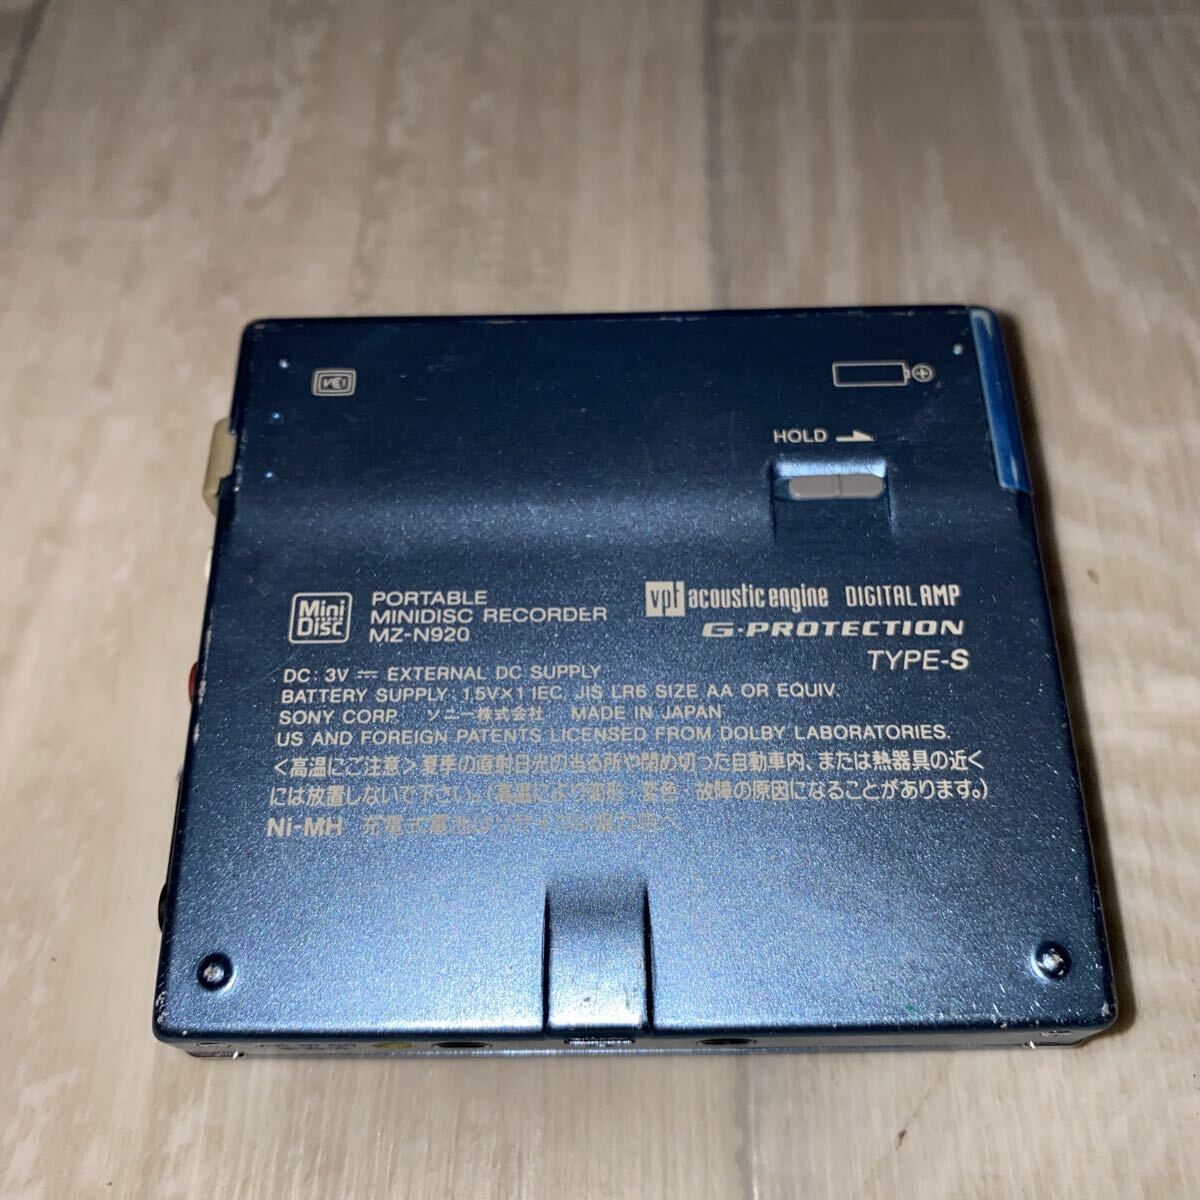 VCI
HOLD
Mini Disc
PORTABLE
MINIDISC RECORDER
MZ-N920
vpt acoustic engine DIGITAL AMP
G-PROTECTION
TYPE-S
DC: 3V ⎓ EXTERNAL DC SUPPLY
BATTERY SUPPLY: 1.5V×1 IEC, JIS LR6 SIZE AA OR EQUIV.
SONY CORP. ソニー株式会社 MADE IN JAPAN
US AND FOREIGN PATENTS LICENSED FROM DOLBY LABORATORIES.
<高温にご注意>夏季の直射日光の当る所や閉め切った自動車内、または熱器具の近く
には放置しないで下さい。(高温により変形・変色・故障の原因になることがあります。)
Ni-MH 充電式電池はリサイクル協力店へ